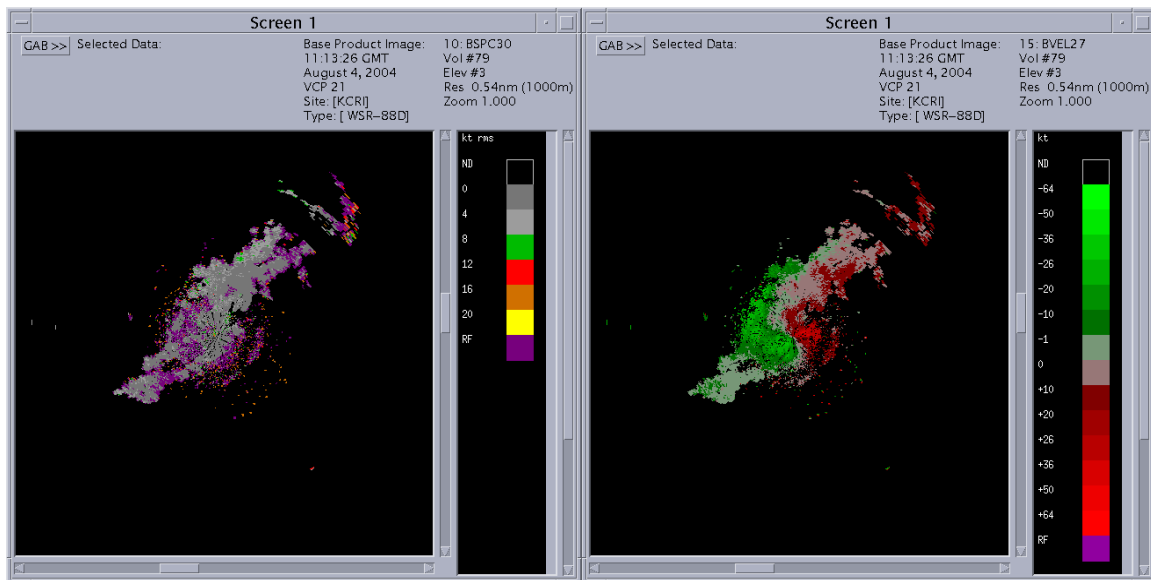 Screen 1
GAB >> Selected Data:
Base Product Image: 10: BSPC30
11:13:26 GMT Vol #79
August 4, 2004 Elev #3
VCP 21 Res 0.54nm (1000m)
Site: [KCRI] Zoom 1.000
Type: [ WSR-88D]
kt rms
ND
0
4
8
12
16
20
RF
Screen 1
GAB >> Selected Data:
Base Product Image: 15: BVEL27
11:13:26 GMT Vol #79
August 4, 2004 Elev #3
VCP 21 Res 0.54nm (1000m)
Site: [KCRI] Zoom 1.000
Type: [ WSR-88D]
kt
ND
-64
-50
-36
-26
-20
-10
-1
0
+10
+20
+26
+36
+50
+64
RF